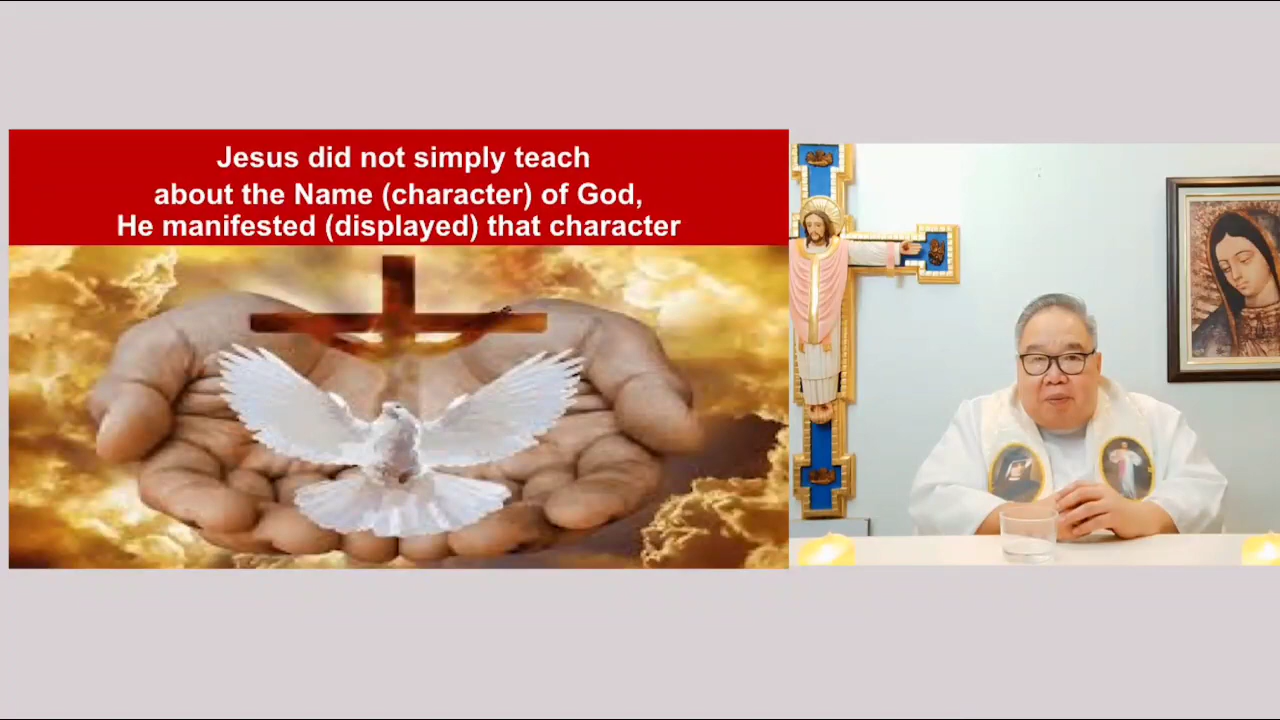 Jesus did not simply teach
about the Name (character) of God,
He manifested (displayed) that character